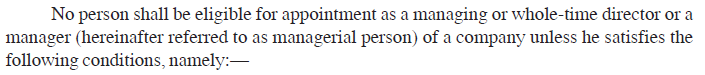 No person shall be eligible for appointment as a managing or whole-time director or a
manager (hereinafter referred to as managerial person) of a company unless he satisfies the
following conditions, namely:—